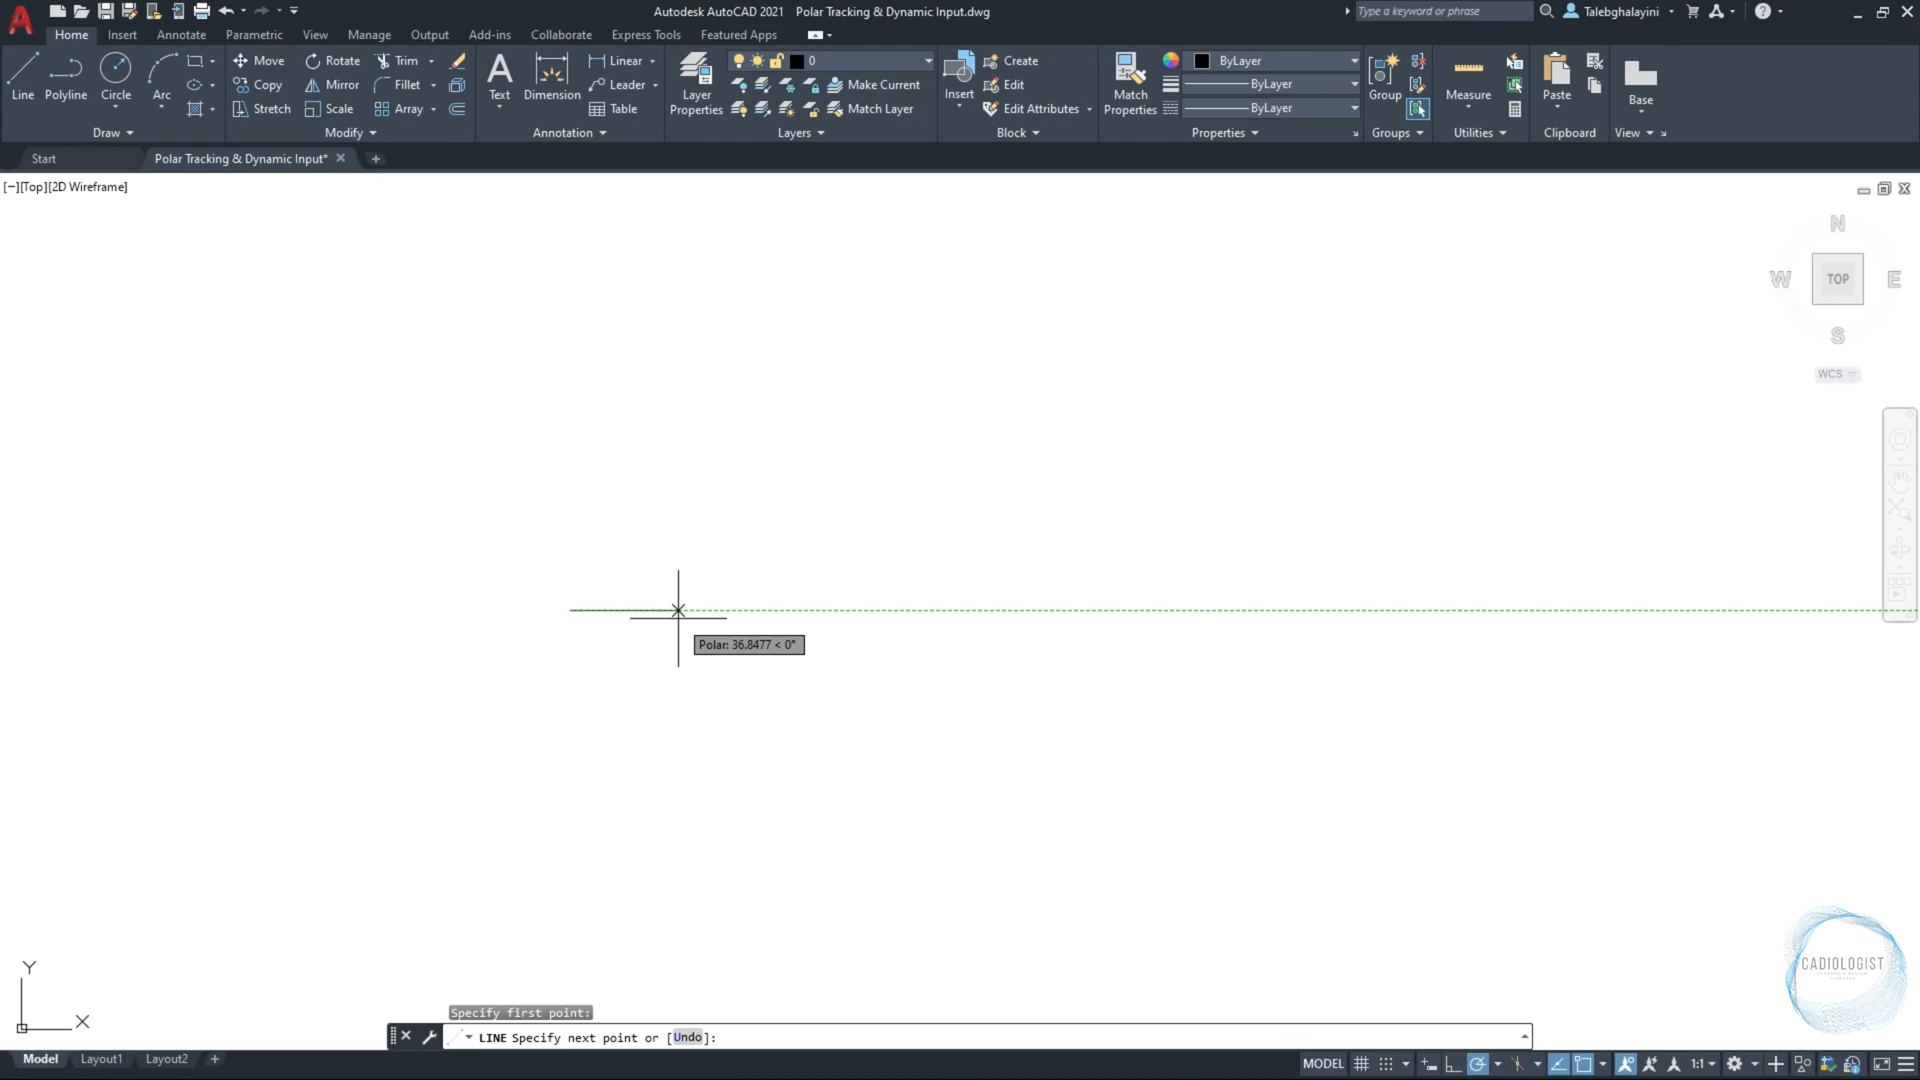 Autodesk AutoCAD 2021 Polar Tracking & Dynamic Input.dwg
Type a keyword or phrase
Talebghalayini
Home Insert Annotate Parametric View Manage Output Add-ins Collaborate Express Tools Featured Apps
Line Polyline Circle Arc
Move Rotate Trim
Copy Mirror Fillet
Stretch Scale Array
Text Dimension
Linear
Leader
Table
Layer Properties
0
Make Current
Match Layer
Insert
Create
Edit
Edit Attributes
Match Properties
ByLayer
ByLayer
ByLayer
Group
Measure
Paste
Base
Draw Modify Annotation Layers Block Properties Groups Utilities Clipboard View
Start Polar Tracking & Dynamic Input*
[−][Top][2D Wireframe]
N
W TOP E
S
WCS
Polar: 36.8477 < 0°
CADIOLOGIST
Y
X
Specify first point:
LINE Specify next point or [Undo]:
Model Layout1 Layout2
MODEL 1:1